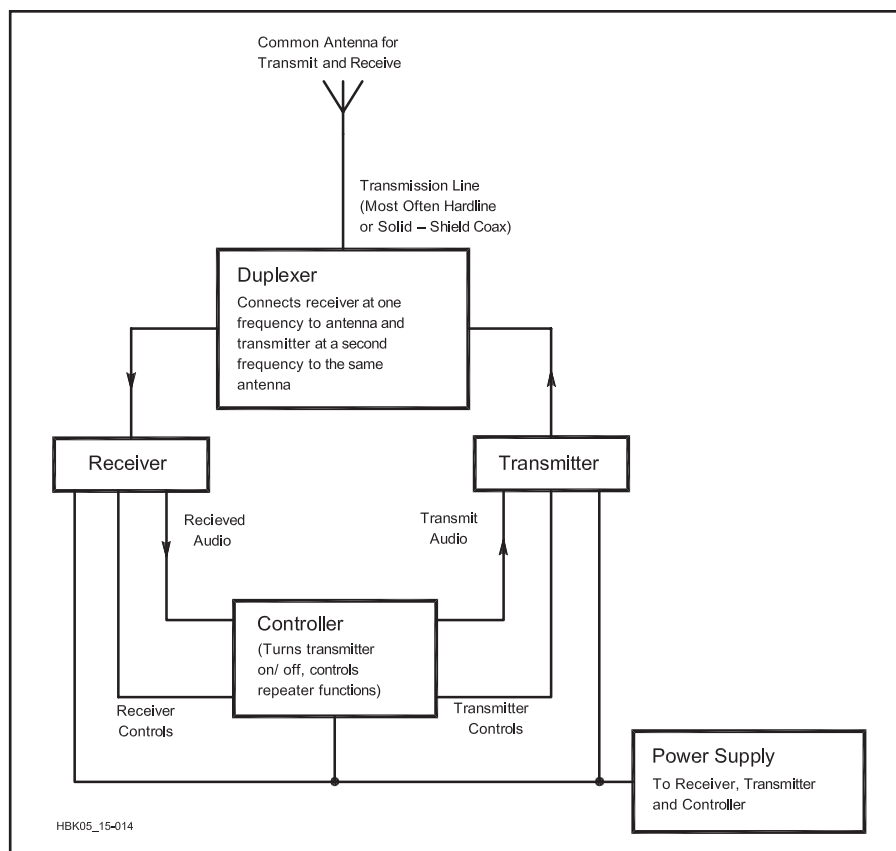 Common Antenna for
Transmit and Receive
Transmission Line
(Most Often Hardline
or Solid – Shield Coax)
Duplexer
Connects receiver at one
frequency to antenna and
transmitter at a second
frequency to the same
antenna
Receiver
Transmitter
Recieved
Audio
Transmit
Audio
Controller
(Turns transmitter
on/ off, controls
repeater functions)
Receiver
Controls
Transmitter
Controls
Power Supply
To Receiver, Transmitter
and Controller
HBK05_15-014